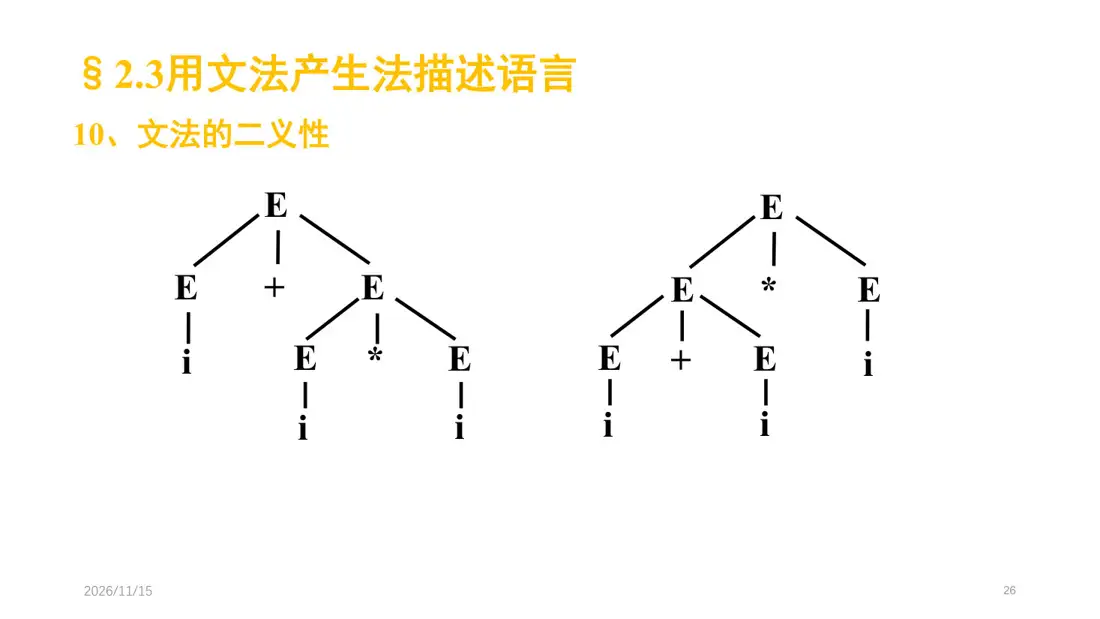 §2.3用文法产生法描述语言
10、文法的二义性
E E
E + E E * E
i E * E E + E i
i i i i
2026/11/15 26